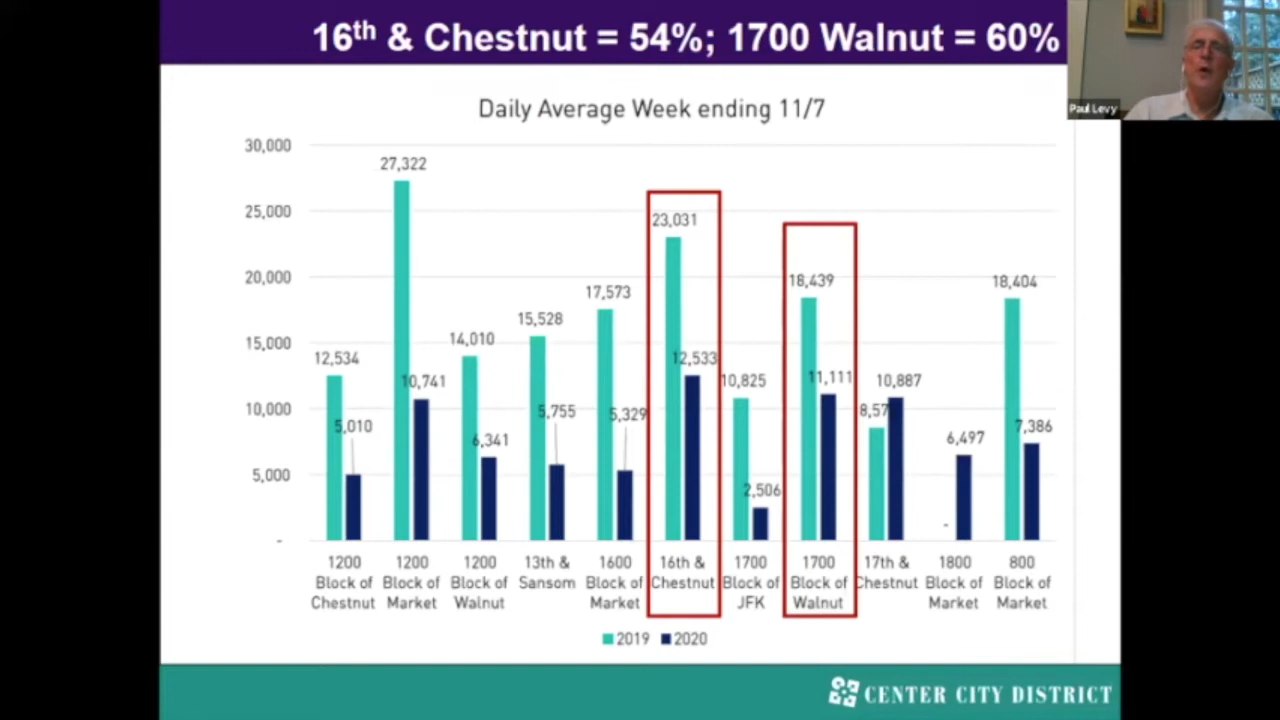 16th & Chestnut = 54%; 1700 Walnut = 60%
Paul Levy
Daily Average Week ending 11/7
30,000
25,000
20,000
15,000
10,000
5,000
-
12,534
5,010
27,322
10,741
14,010
6,341
15,528
5,755
17,573
5,329
23,031
12,533
10,825
2,506
18,439
11,111
8,57
10,887
-
6,497
18,404
7,386
1200 Block of Chestnut
1200 Block of Market
1200 Block of Walnut
13th & Sansom
1600 Block of Market
16th & Chestnut
1700 Block of JFK
1700 Block of Walnut
17th & Chestnut
1800 Block of Market
800 Block of Market
2019 2020
CENTER CITY DISTRICT